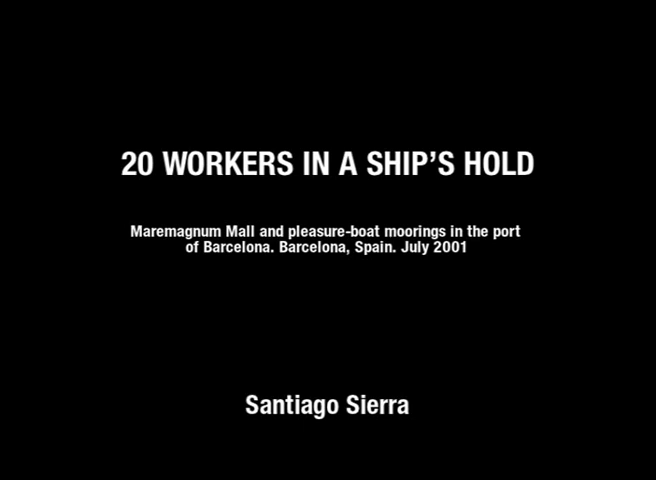 20 WORKERS IN A SHIP’S HOLD
Maremagnum Mall and pleasure-boat moorings in the port
of Barcelona. Barcelona, Spain. July 2001
Santiago Sierra